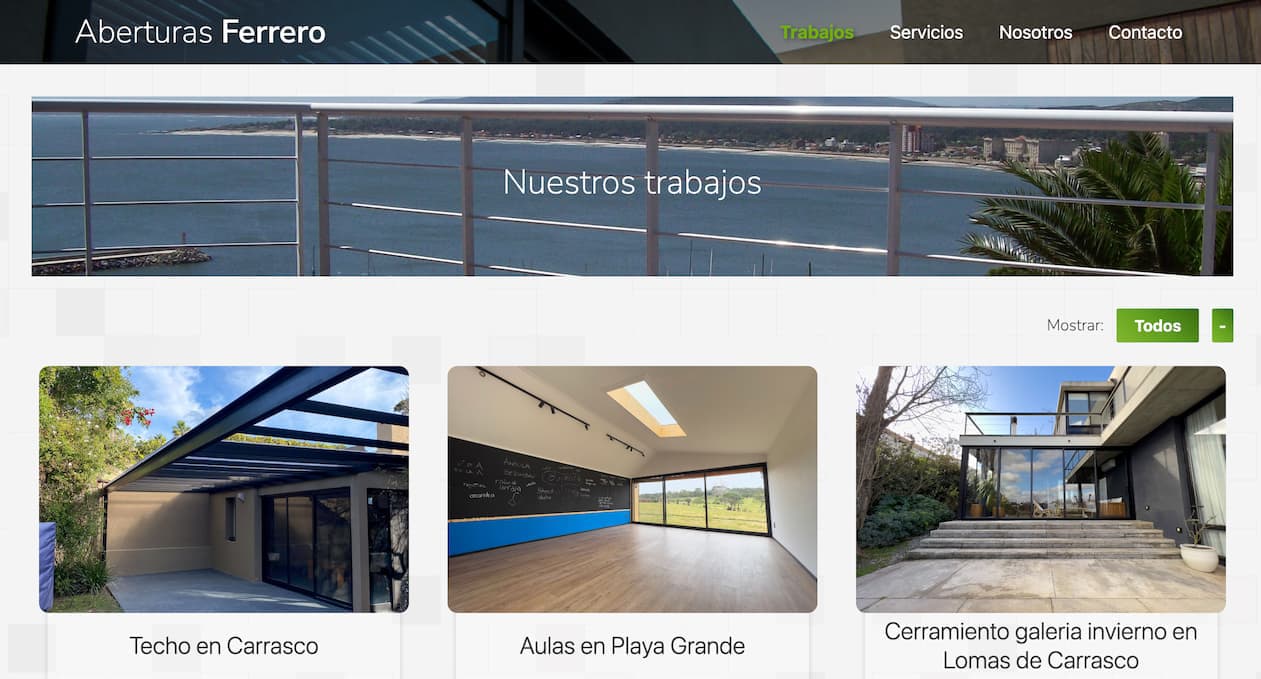 Aberturas Ferrero
Trabajos Servicios Nosotros Contacto
Nuestros trabajos
Mostrar: Todos -
Techo en Carrasco
Aulas en Playa Grande
Cerramiento galeria invierno en
Lomas de Carrasco